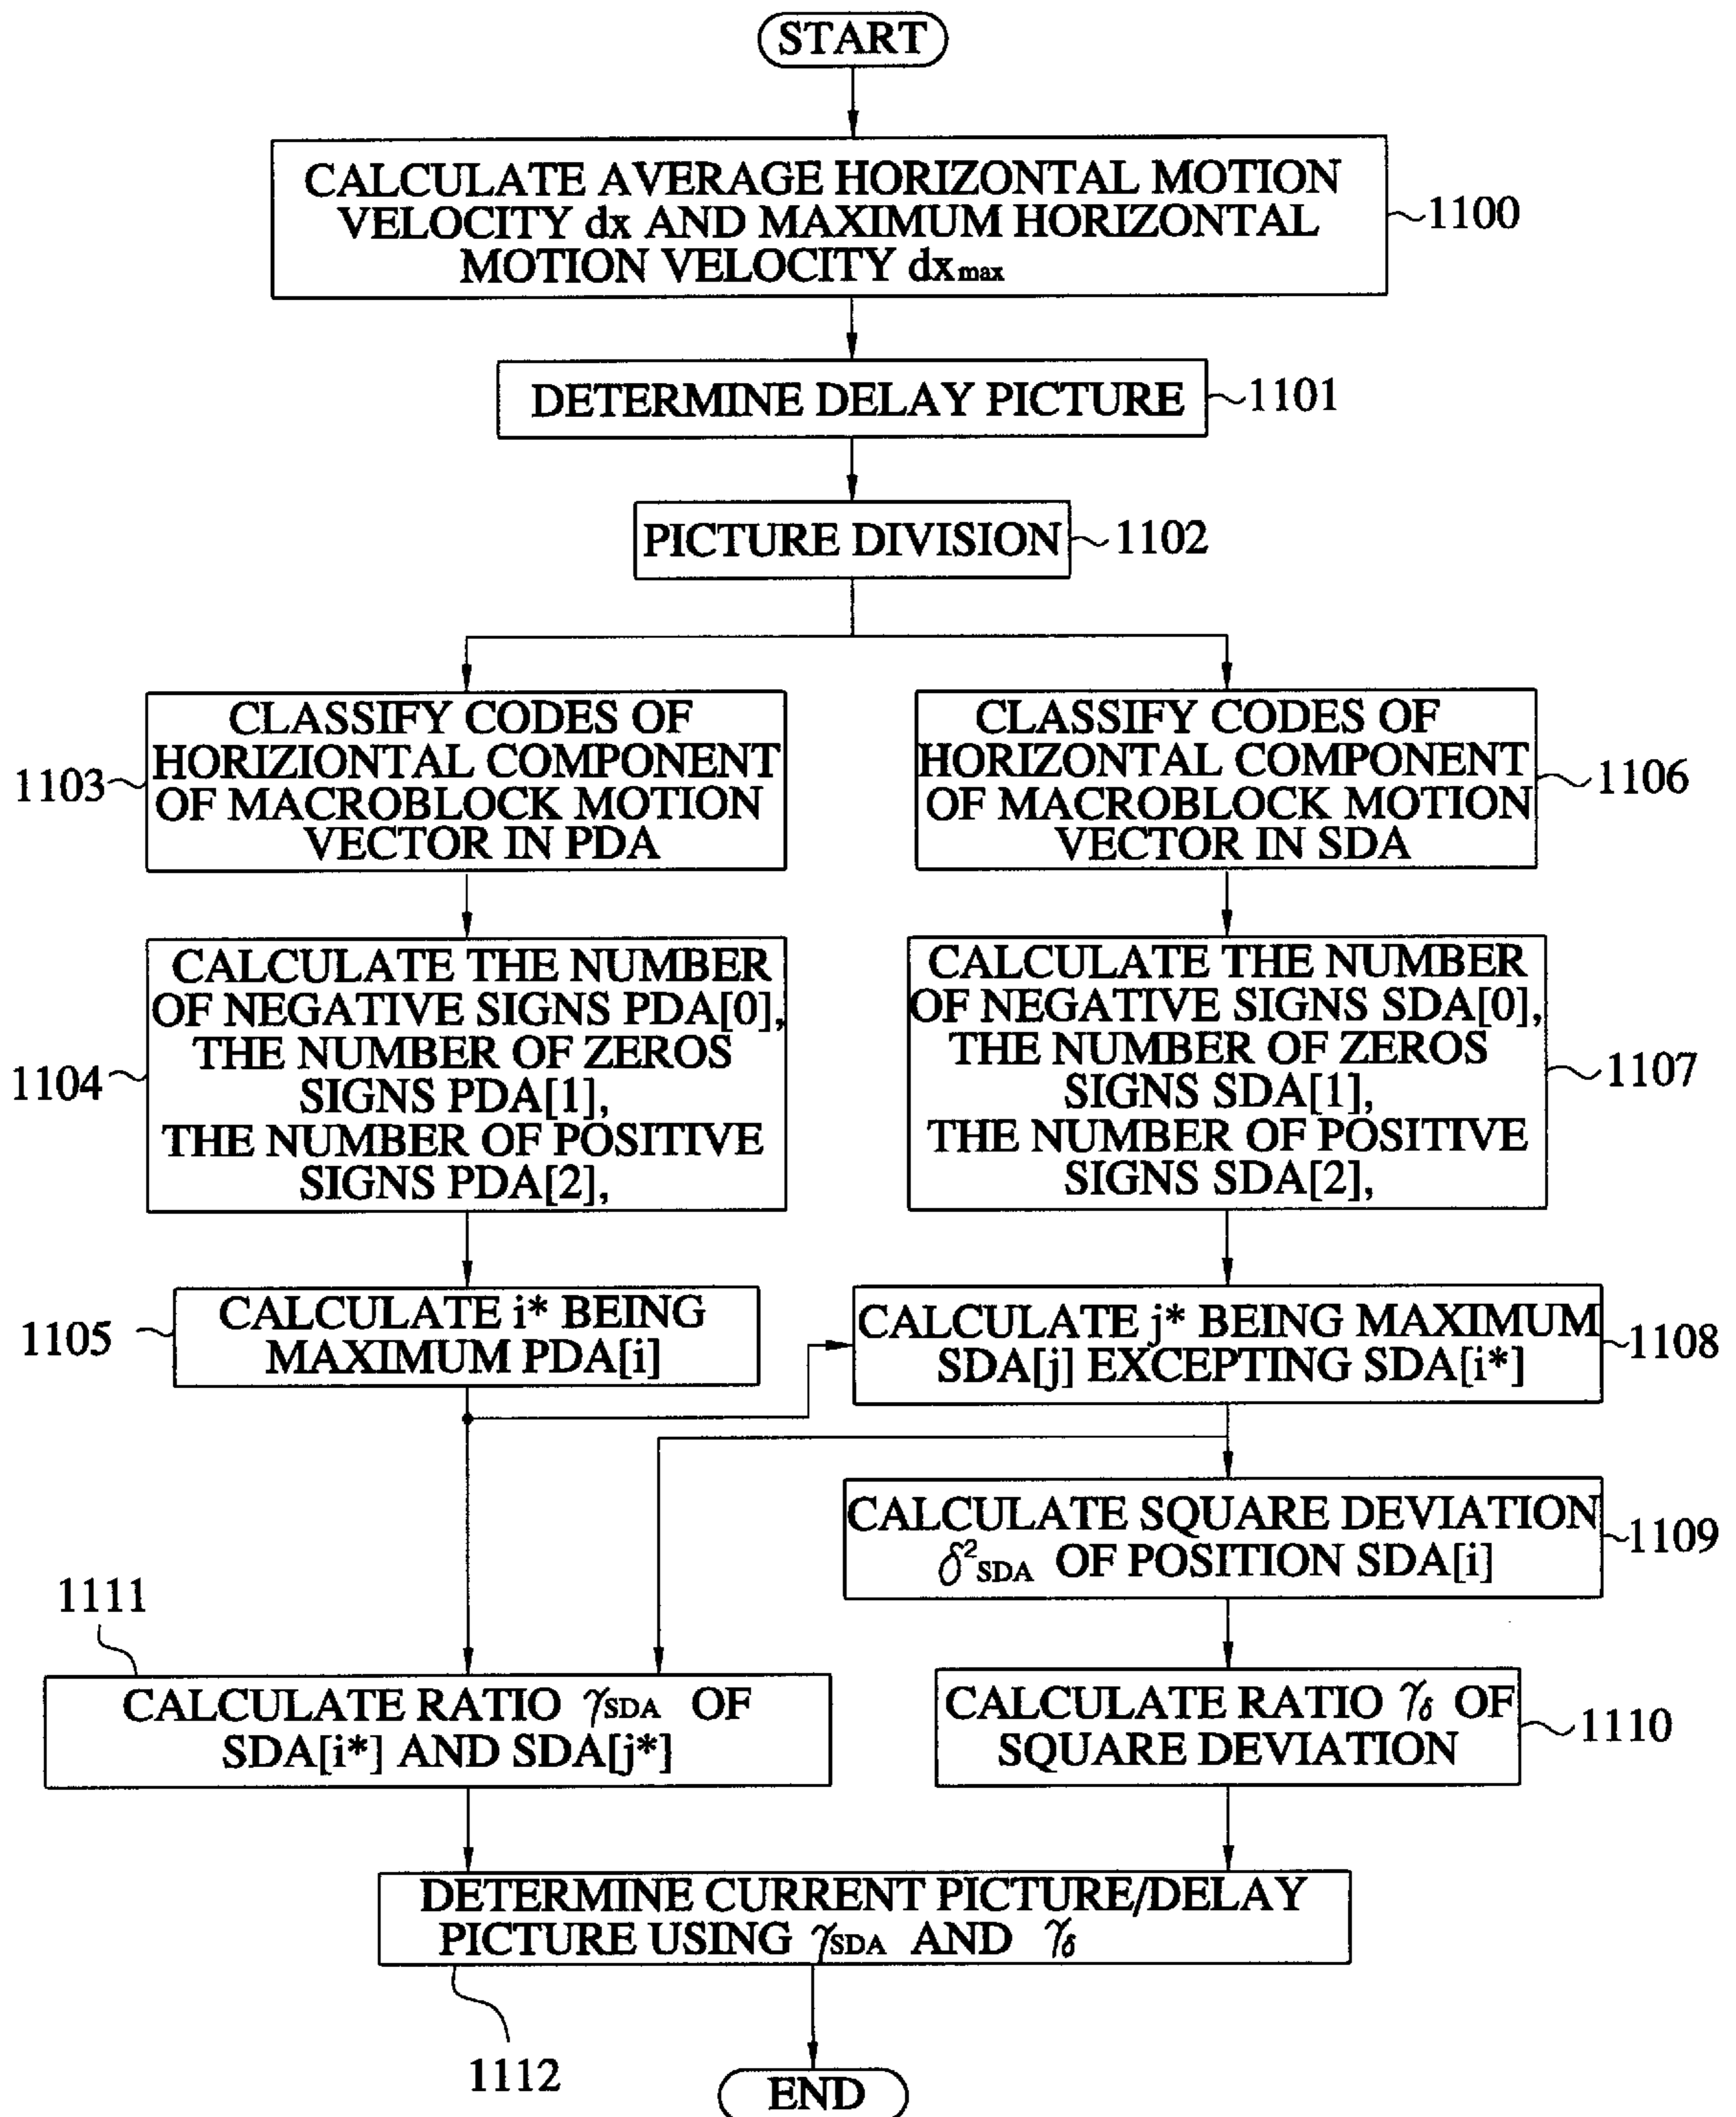 START
CALCULATE AVERAGE HORIZONTAL MOTION
VELOCITY dx AND MAXIMUM HORIZONTAL
MOTION VELOCITY dxmax
1100
DETERMINE DELAY PICTURE
1101
PICTURE DIVISION
1102
CLASSIFY CODES OF
HORIZIONTAL COMPONENT
OF MACROBLOCK MOTION
VECTOR IN PDA
1103
CLASSIFY CODES OF
HORIZONTAL COMPONENT
OF MACROBLOCK MOTION
VECTOR IN SDA
1106
CALCULATE THE NUMBER
OF NEGATIVE SIGNS PDA[0],
THE NUMBER OF ZEROS
SIGNS PDA[1],
THE NUMBER OF POSITIVE
SIGNS PDA[2],
1104
CALCULATE THE NUMBER
OF NEGATIVE SIGNS SDA[0],
THE NUMBER OF ZEROS
SIGNS SDA[1],
THE NUMBER OF POSITIVE
SIGNS SDA[2],
1107
CALCULATE i* BEING
MAXIMUM PDA[i]
1105
CALCULATE j* BEING MAXIMUM
SDA[j] EXCEPTING SDA[i*]
1108
CALCULATE SQUARE DEVIATION
δ²SDA OF POSITION SDA[i]
1109
1111
CALCULATE RATIO γSDA OF
SDA[i*] AND SDA[j*]
CALCULATE RATIO γδ OF
SQUARE DEVIATION
1110
DETERMINE CURRENT PICTURE/DELAY
PICTURE USING γSDA AND γδ
1112
END